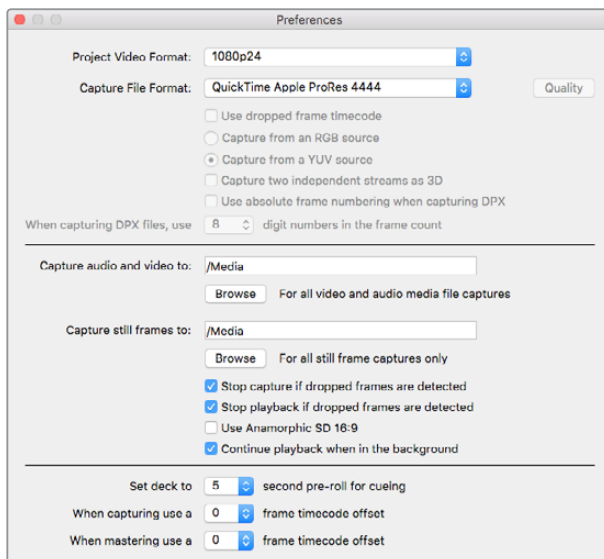 Preferences
Project Video Format: 1080p24
Capture File Format: QuickTime Apple ProRes 4444 Quality
Use dropped frame timecode
Capture from an RGB source
Capture from a YUV source
Capture two independent streams as 3D
Use absolute frame numbering when capturing DPX
When capturing DPX files, use 8 digit numbers in the frame count
Capture audio and video to: /Media
Browse For all video and audio media file captures
Capture still frames to: /Media
Browse For all still frame captures only
Stop capture if dropped frames are detected
Stop playback if dropped frames are detected
Use Anamorphic SD 16:9
Continue playback when in the background
Set deck to 5 second pre-roll for cueing
When capturing use a 0 frame timecode offset
When mastering use a 0 frame timecode offset